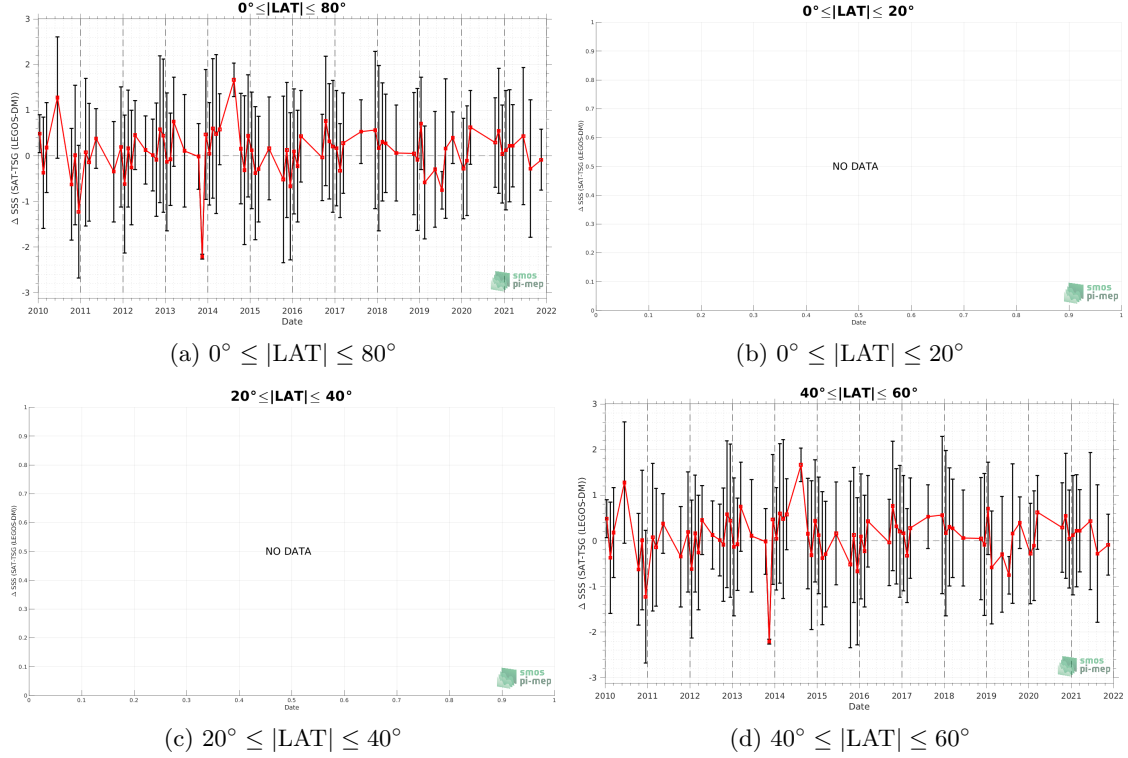 0°≤|LAT|≤ 80°
Δ SSS (SAT-TSG (LEGOS-DM))
3
2
1
0
-1
-2
-3
2010 2011 2012 2013 2014 2015 2016 2017 2018 2019 2020 2021 2022
Date
smos
pi-mep
(a) 0° ≤ |LAT| ≤ 80°
0°≤|LAT|≤ 20°
Δ SSS (SAT-TSG (LEGOS-DM))
1
0.9
0.8
0.7
0.6
0.5
0.4
0.3
0.2
0.1
0
NO DATA
0 0.1 0.2 0.3 0.4 0.5 0.6 0.7 0.8 0.9 1
Date
smos
pi-mep
(b) 0° ≤ |LAT| ≤ 20°
20°≤|LAT|≤ 40°
Δ SSS (SAT-TSG (LEGOS-DM))
1
0.9
0.8
0.7
0.6
0.5
0.4
0.3
0.2
0.1
0
NO DATA
0 0.1 0.2 0.3 0.4 0.5 0.6 0.7 0.8 0.9 1
Date
smos
pi-mep
(c) 20° ≤ |LAT| ≤ 40°
40°≤|LAT|≤ 60°
Δ SSS (SAT-TSG (LEGOS-DM))
3
2
1
0
-1
-2
-3
2010 2011 2012 2013 2014 2015 2016 2017 2018 2019 2020 2021 2022
Date
smos
pi-mep
(d) 40° ≤ |LAT| ≤ 60°